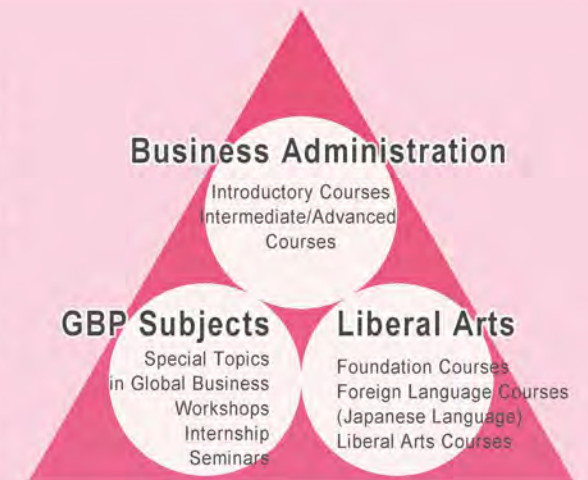 Business Administration
Introductory Courses
Intermediate/Advanced
Courses
GBP Subjects
Special Topics
in Global Business
Workshops
Internship
Seminars
Liberal Arts
Foundation Courses
Foreign Language Courses
(Japanese Language)
Liberal Arts Courses